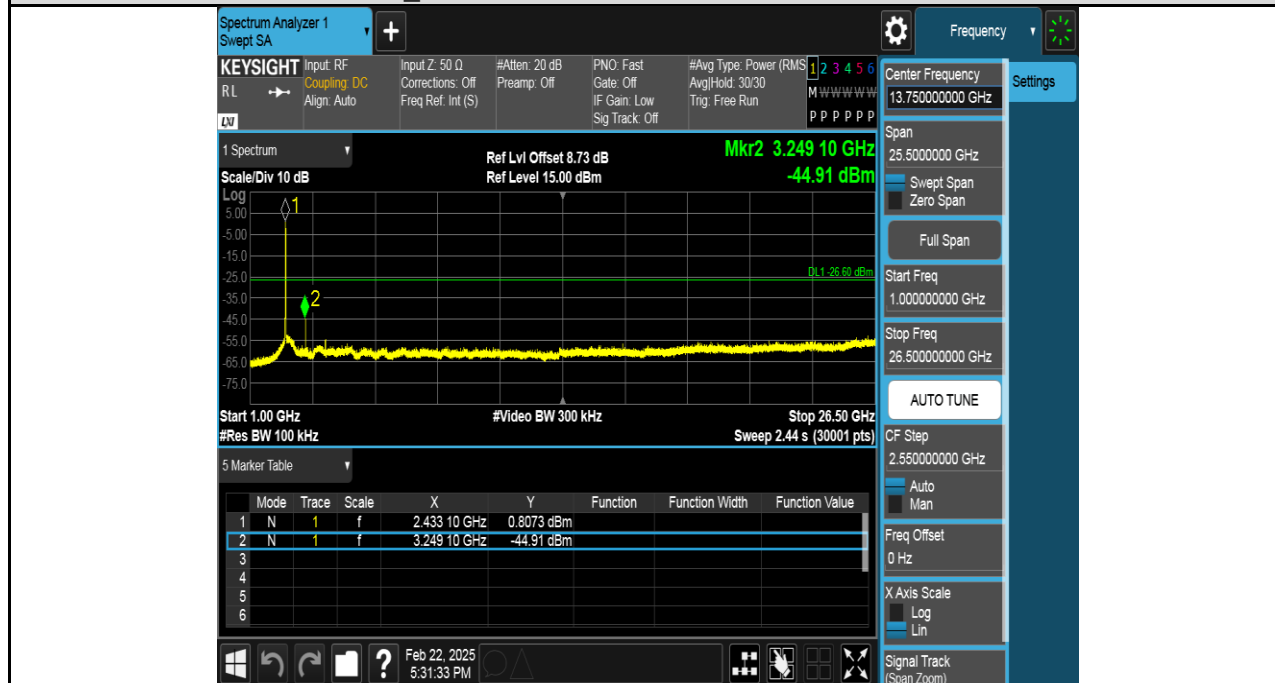 Spectrum Analyzer 1
Swept SA
+
Frequency
KEYSIGHT
RL
LXI
Input: RF
Coupling: DC
Align: Auto
Input Z: 50 Ω
Corrections: Off
Freq Ref: Int (S)
#Atten: 20 dB
Preamp: Off
PNO: Fast
Gate: Off
IF Gain: Low
Sig Track: Off
#Avg Type: Power (RMS
Avg|Hold: 30/30
Trig: Free Run
1 2 3 4 5 6
M W W W W W
P P P P P P
Center Frequency
13.750000000 GHz
Settings
Span
25.5000000 GHz
Swept Span
Zero Span
Full Span
Start Freq
1.000000000 GHz
Stop Freq
26.500000000 GHz
AUTO TUNE
CF Step
2.550000000 GHz
Auto
Man
Freq Offset
0 Hz
X Axis Scale
Log
Lin
Signal Track
(Span Zoom)
1 Spectrum
Scale/Div 10 dB
Ref Lvl Offset 8.73 dB
Ref Level 15.00 dBm
Mkr2 3.249 10 GHz
-44.91 dBm
Log
5.00
-5.00
-15.0
-25.0
-35.0
-45.0
-55.0
-65.0
-75.0
1
2
DL1 -26.60 dBm
Start 1.00 GHz
#Video BW 300 kHz
Stop 26.50 GHz
#Res BW 100 kHz
Sweep 2.44 s (30001 pts)
5 Marker Table
Mode Trace Scale X Y Function Function Width Function Value
1 N 1 f 2.433 10 GHz 0.8073 dBm
2 N 1 f 3.249 10 GHz -44.91 dBm
3
4
5
6
?
Feb 22, 2025
5:31:33 PM